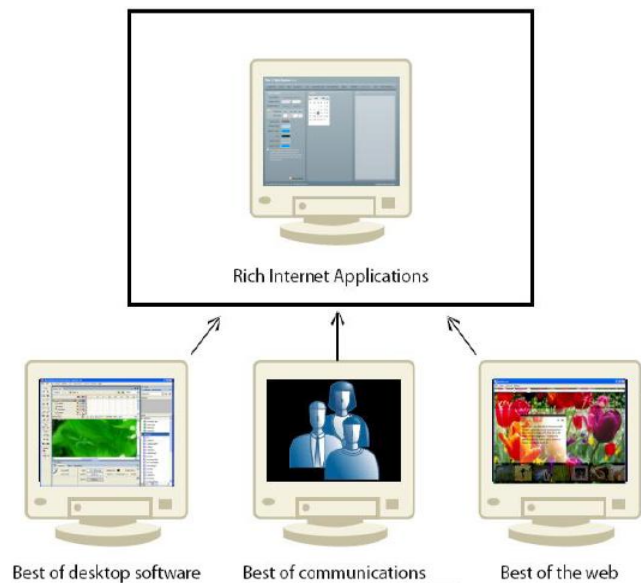 Rich Internet Applications
Best of desktop software
Best of communications
Best of the web